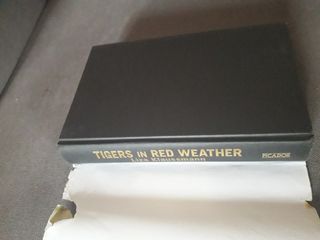 TIGERS IN RED WEATHER
Liza Klaussmann
PICADOR